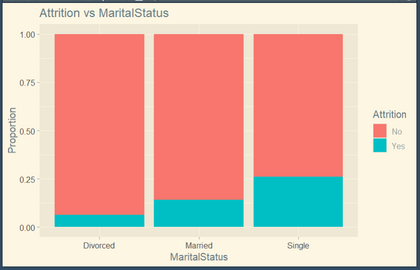 Attrition vs MaritalStatus
1.00
0.75
0.50
0.25
0.00
Proportion
Divorced Married Single
MaritalStatus
Attrition
No
Yes